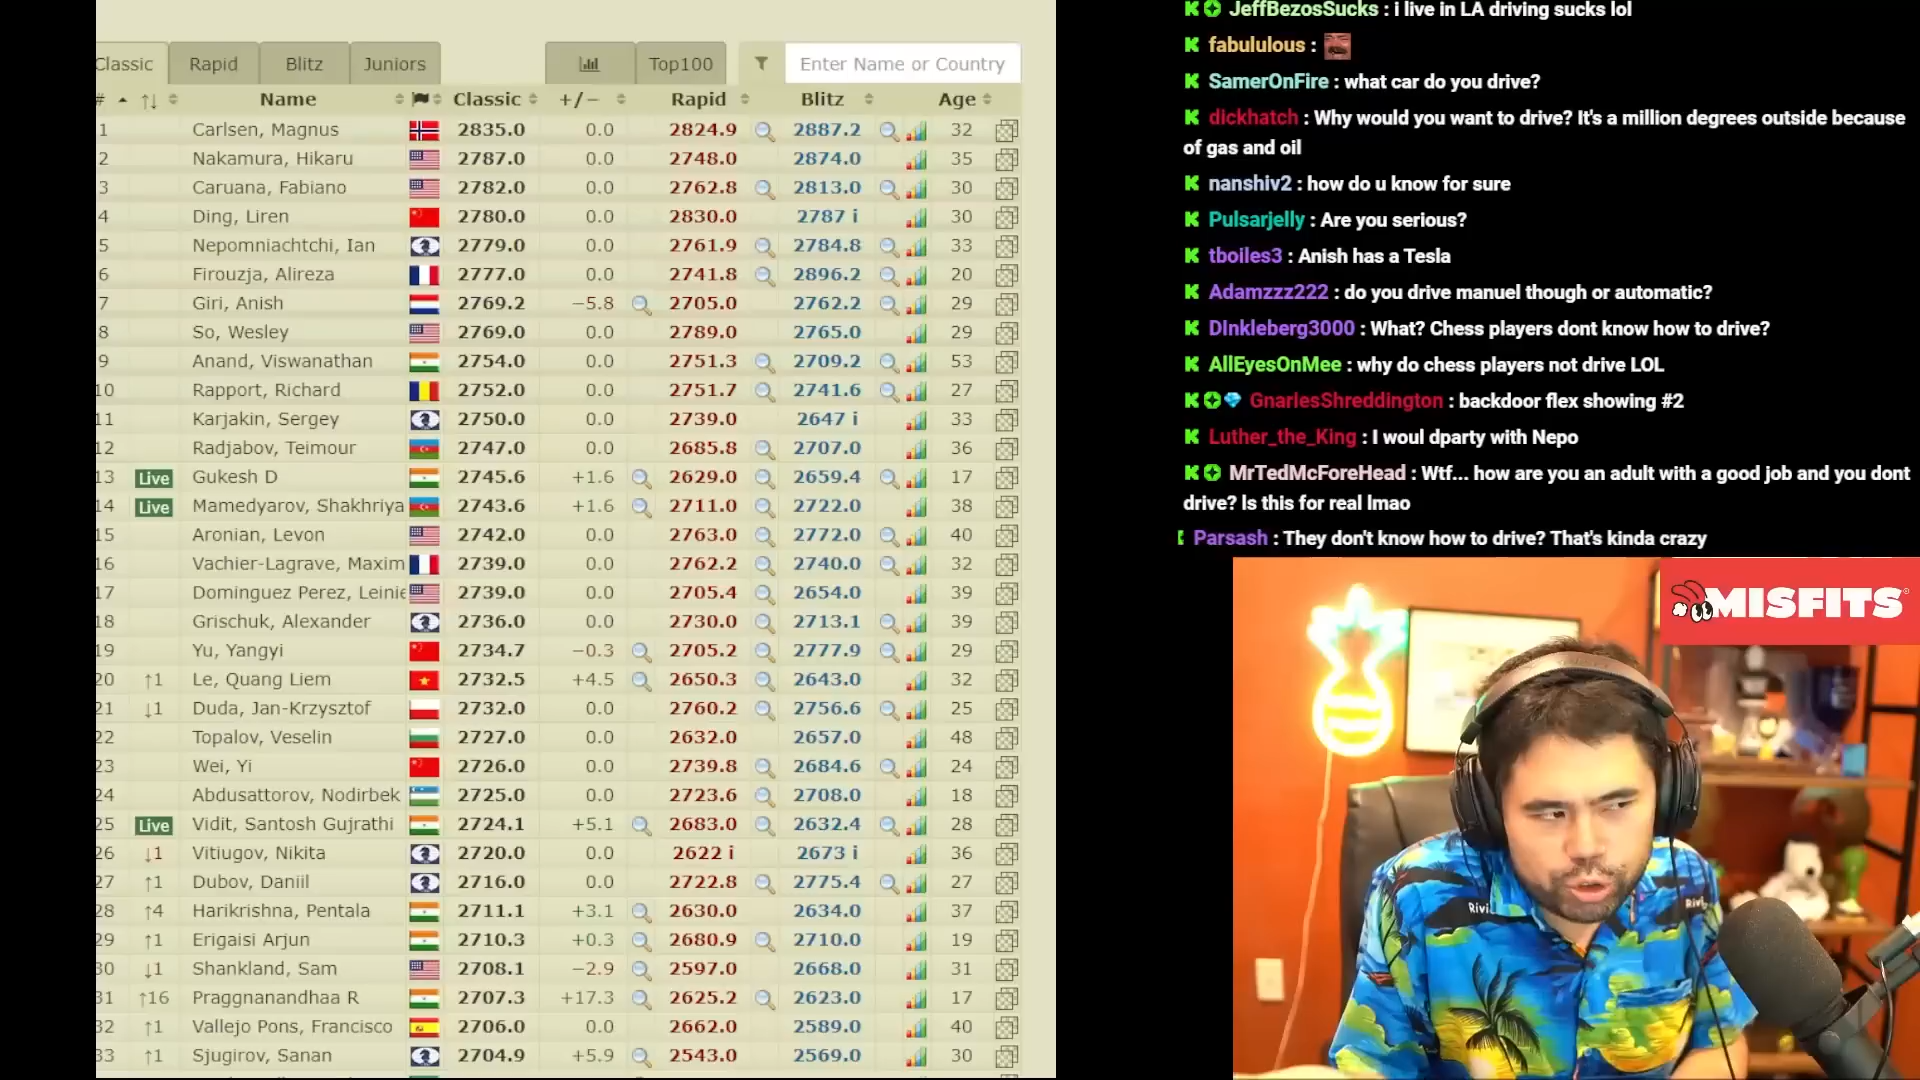 Classic Rapid Blitz Juniors Top100 Enter Name or Country
# Name Classic +/− Rapid Blitz Age
1 Carlsen, Magnus 2835.0 0.0 2824.9 2887.2 32
2 Nakamura, Hikaru 2787.0 0.0 2748.0 2874.0 35
3 Caruana, Fabiano 2782.0 0.0 2762.8 2813.0 30
4 Ding, Liren 2780.0 0.0 2830.0 2787 i 30
5 Nepomniachtchi, Ian 2779.0 0.0 2761.9 2784.8 33
6 Firouzja, Alireza 2777.0 0.0 2741.8 2896.2 20
7 Giri, Anish 2769.2 −5.8 2705.0 2762.2 29
8 So, Wesley 2769.0 0.0 2789.0 2765.0 29
9 Anand, Viswanathan 2754.0 0.0 2751.3 2709.2 53
10 Rapport, Richard 2752.0 0.0 2751.7 2741.6 27
11 Karjakin, Sergey 2750.0 0.0 2739.0 2647 i 33
12 Radjabov, Teimour 2747.0 0.0 2685.8 2707.0 36
13 Live Gukesh D 2745.6 +1.6 2629.0 2659.4 17
14 Live Mamedyarov, Shakhriya 2743.6 +1.6 2711.0 2722.0 38
15 Aronian, Levon 2742.0 0.0 2763.0 2772.0 40
16 Vachier-Lagrave, Maxim 2739.0 0.0 2762.2 2740.0 32
17 Dominguez Perez, Leinie 2739.0 0.0 2705.4 2654.0 39
18 Grischuk, Alexander 2736.0 0.0 2730.0 2713.1 39
19 Yu, Yangyi 2734.7 −0.3 2705.2 2777.9 29
20 ↑1 Le, Quang Liem 2732.5 +4.5 2650.3 2643.0 32
21 ↓1 Duda, Jan-Krzysztof 2732.0 0.0 2760.2 2756.6 25
22 Topalov, Veselin 2727.0 0.0 2632.0 2657.0 48
23 Wei, Yi 2726.0 0.0 2739.8 2684.6 24
24 Abdusattorov, Nodirbek 2725.0 0.0 2723.6 2708.0 18
25 Live Vidit, Santosh Gujrathi 2724.1 +5.1 2683.0 2632.4 28
26 ↓1 Vitiugov, Nikita 2720.0 0.0 2622 i 2673 i 36
27 ↑1 Dubov, Daniil 2716.0 0.0 2722.8 2775.4 27
28 ↑4 Harikrishna, Pentala 2711.1 +3.1 2630.0 2634.0 37
29 ↑1 Erigaisi Arjun 2710.3 +0.3 2680.9 2710.0 19
30 ↓1 Shankland, Sam 2708.1 −2.9 2597.0 2668.0 31
31 ↑16 Praggnanandhaa R 2707.3 +17.3 2625.2 2623.0 17
32 ↑1 Vallejo Pons, Francisco 2706.0 0.0 2662.0 2589.0 40
33 ↑1 Sjugirov, Sanan 2704.9 +5.9 2543.0 2569.0 30
JeffBezosSucks : i live in LA driving sucks lol
fabululous :
SamerOnFire : what car do you drive?
dickhatch : Why would you want to drive? It's a million degrees outside because
of gas and oil
nanshiv2 : how do u know for sure
Pulsarjelly : Are you serious?
tboiles3 : Anish has a Tesla
Adamzzz222 : do you drive manuel though or automatic?
DInkleberg3000 : What? Chess players dont know how to drive?
AllEyesOnMee : why do chess players not drive LOL
GnarlesShreddington : backdoor flex showing #2
Luther_the_King : I woul dparty with Nepo
MrTedMcForeHead : Wtf... how are you an adult with a good job and you dont
drive? Is this for real lmao
Parsash : They don't know how to drive? That's kinda crazy
MISFITS